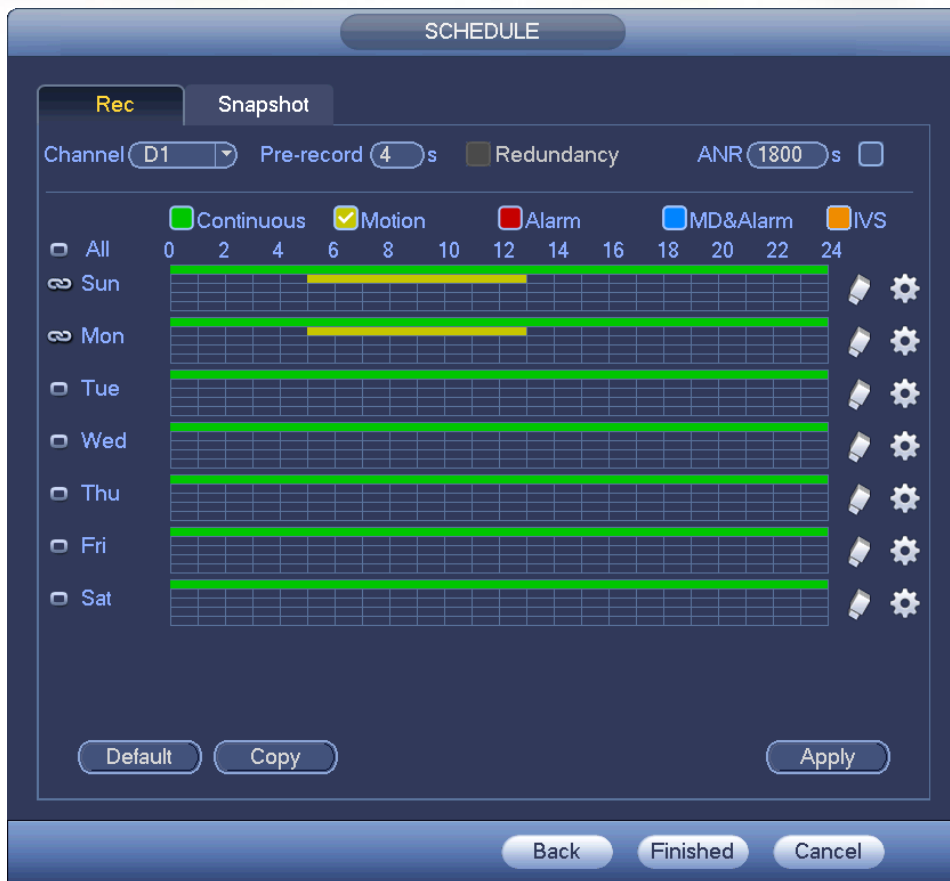 SCHEDULE
Rec Snapshot
Channel D1 Pre-record 4 s Redundancy ANR 1800 s
Continuous Motion Alarm MD&Alarm IVS
All 0 2 4 6 8 10 12 14 16 18 20 22 24
Sun
Mon
Tue
Wed
Thu
Fri
Sat
Default Copy Apply
Back Finished Cancel